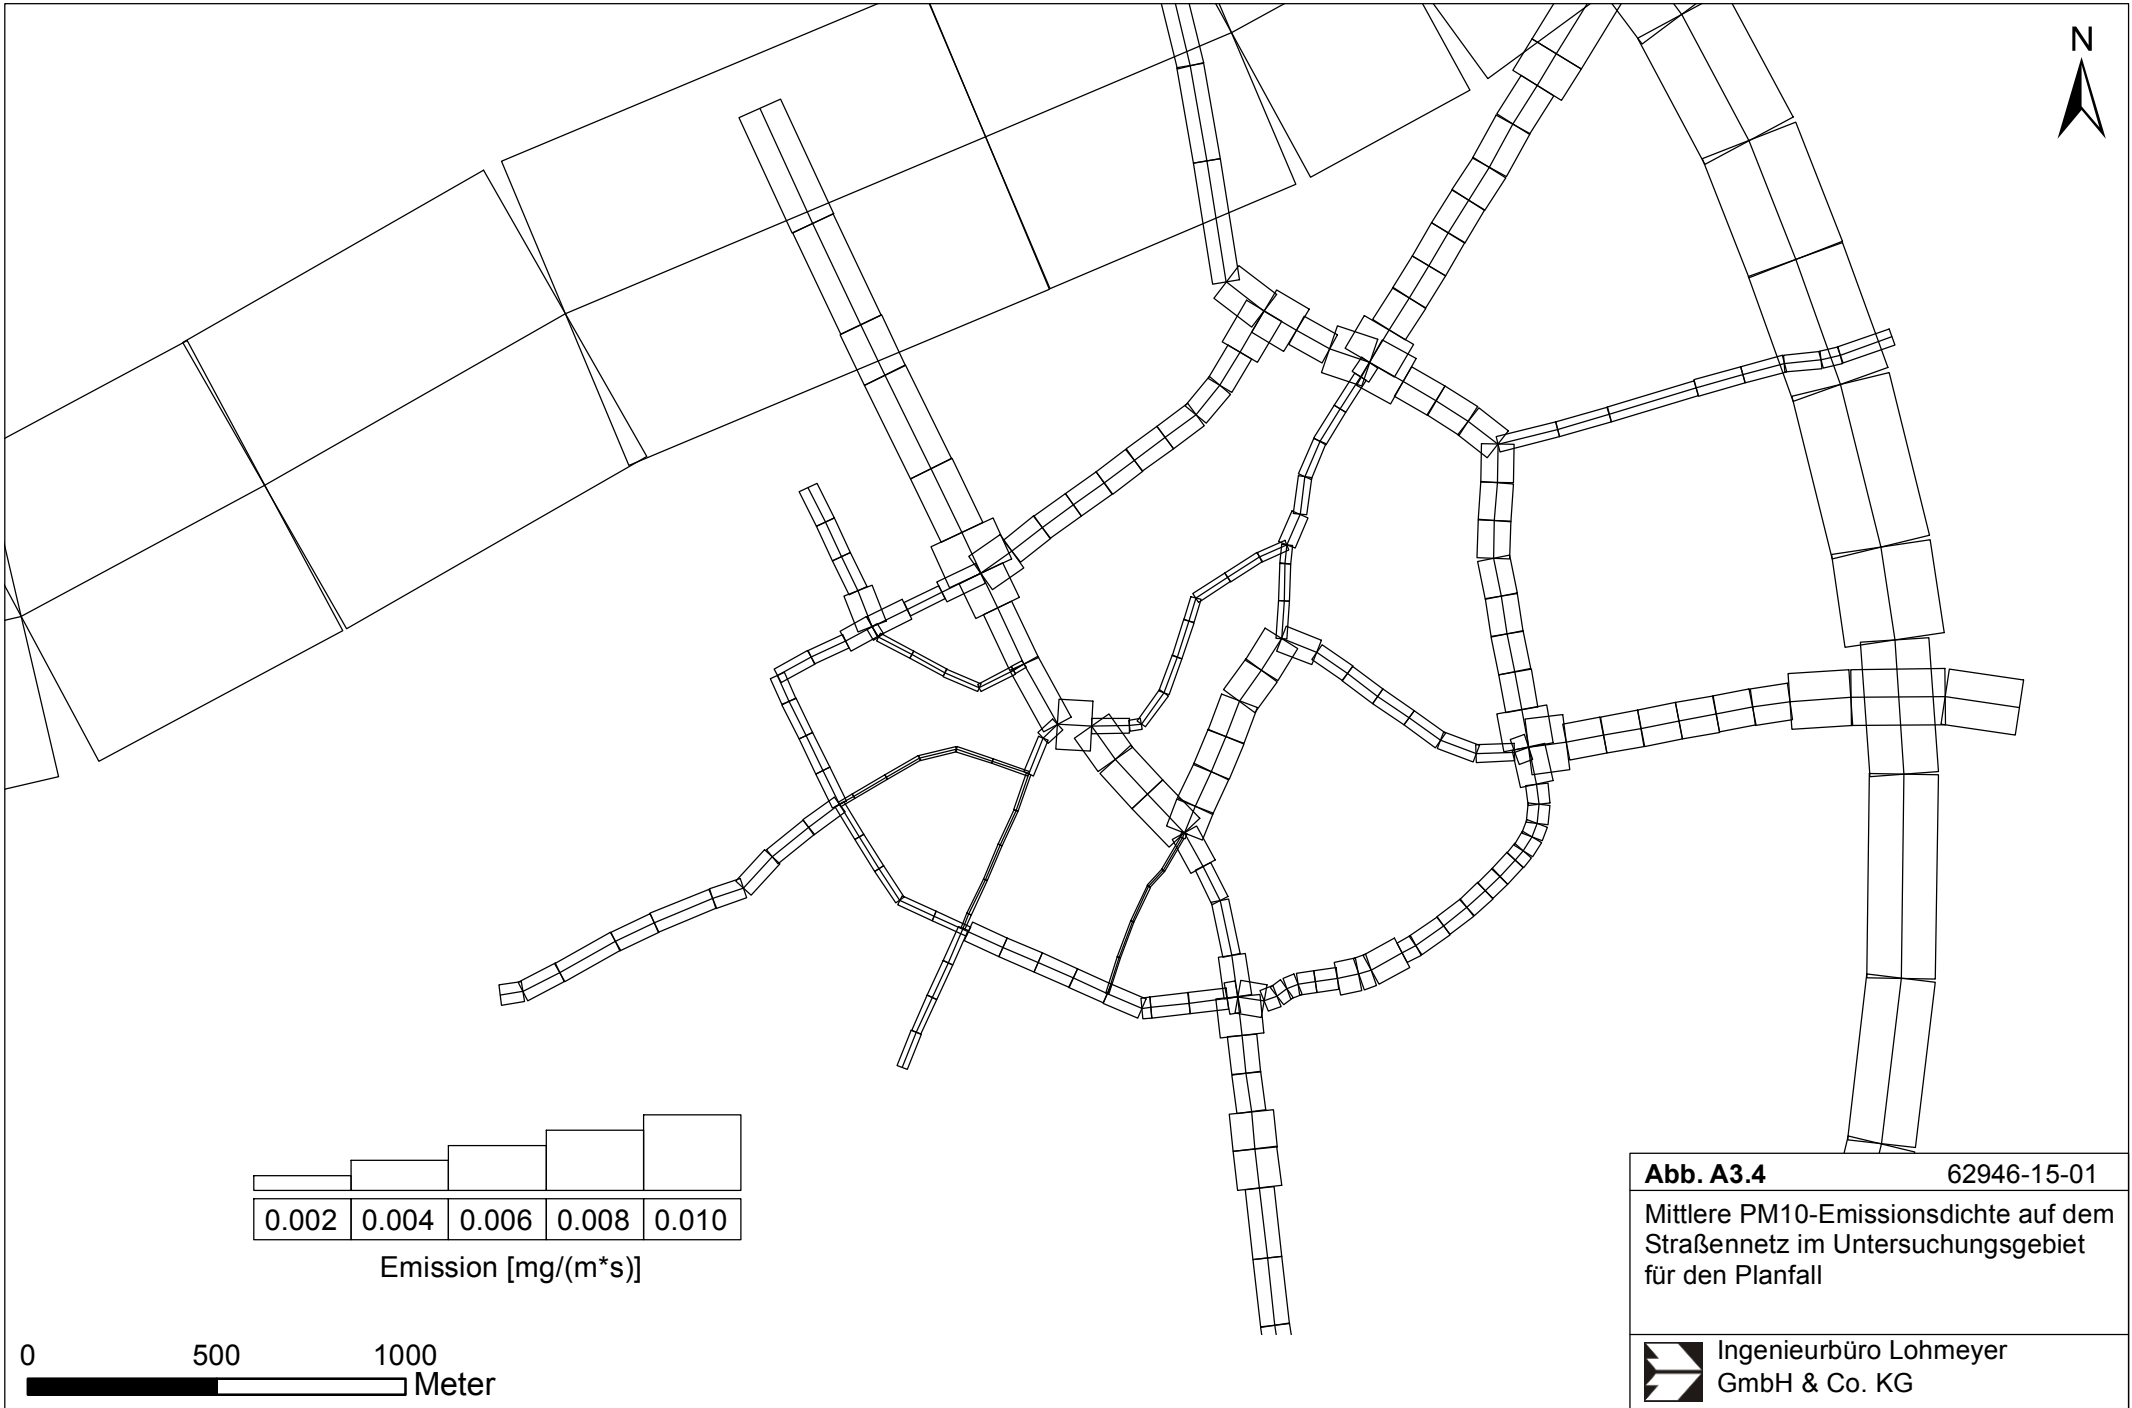 N
0.002 0.004 0.006 0.008 0.010
Emission [mg/(m*s)]
0 500 1000
Meter
Abb. A3.4 62946-15-01
Mittlere PM10-Emissionsdichte auf dem
Straßennetz im Untersuchungsgebiet
für den Planfall
Ingenieurbüro Lohmeyer
GmbH & Co. KG